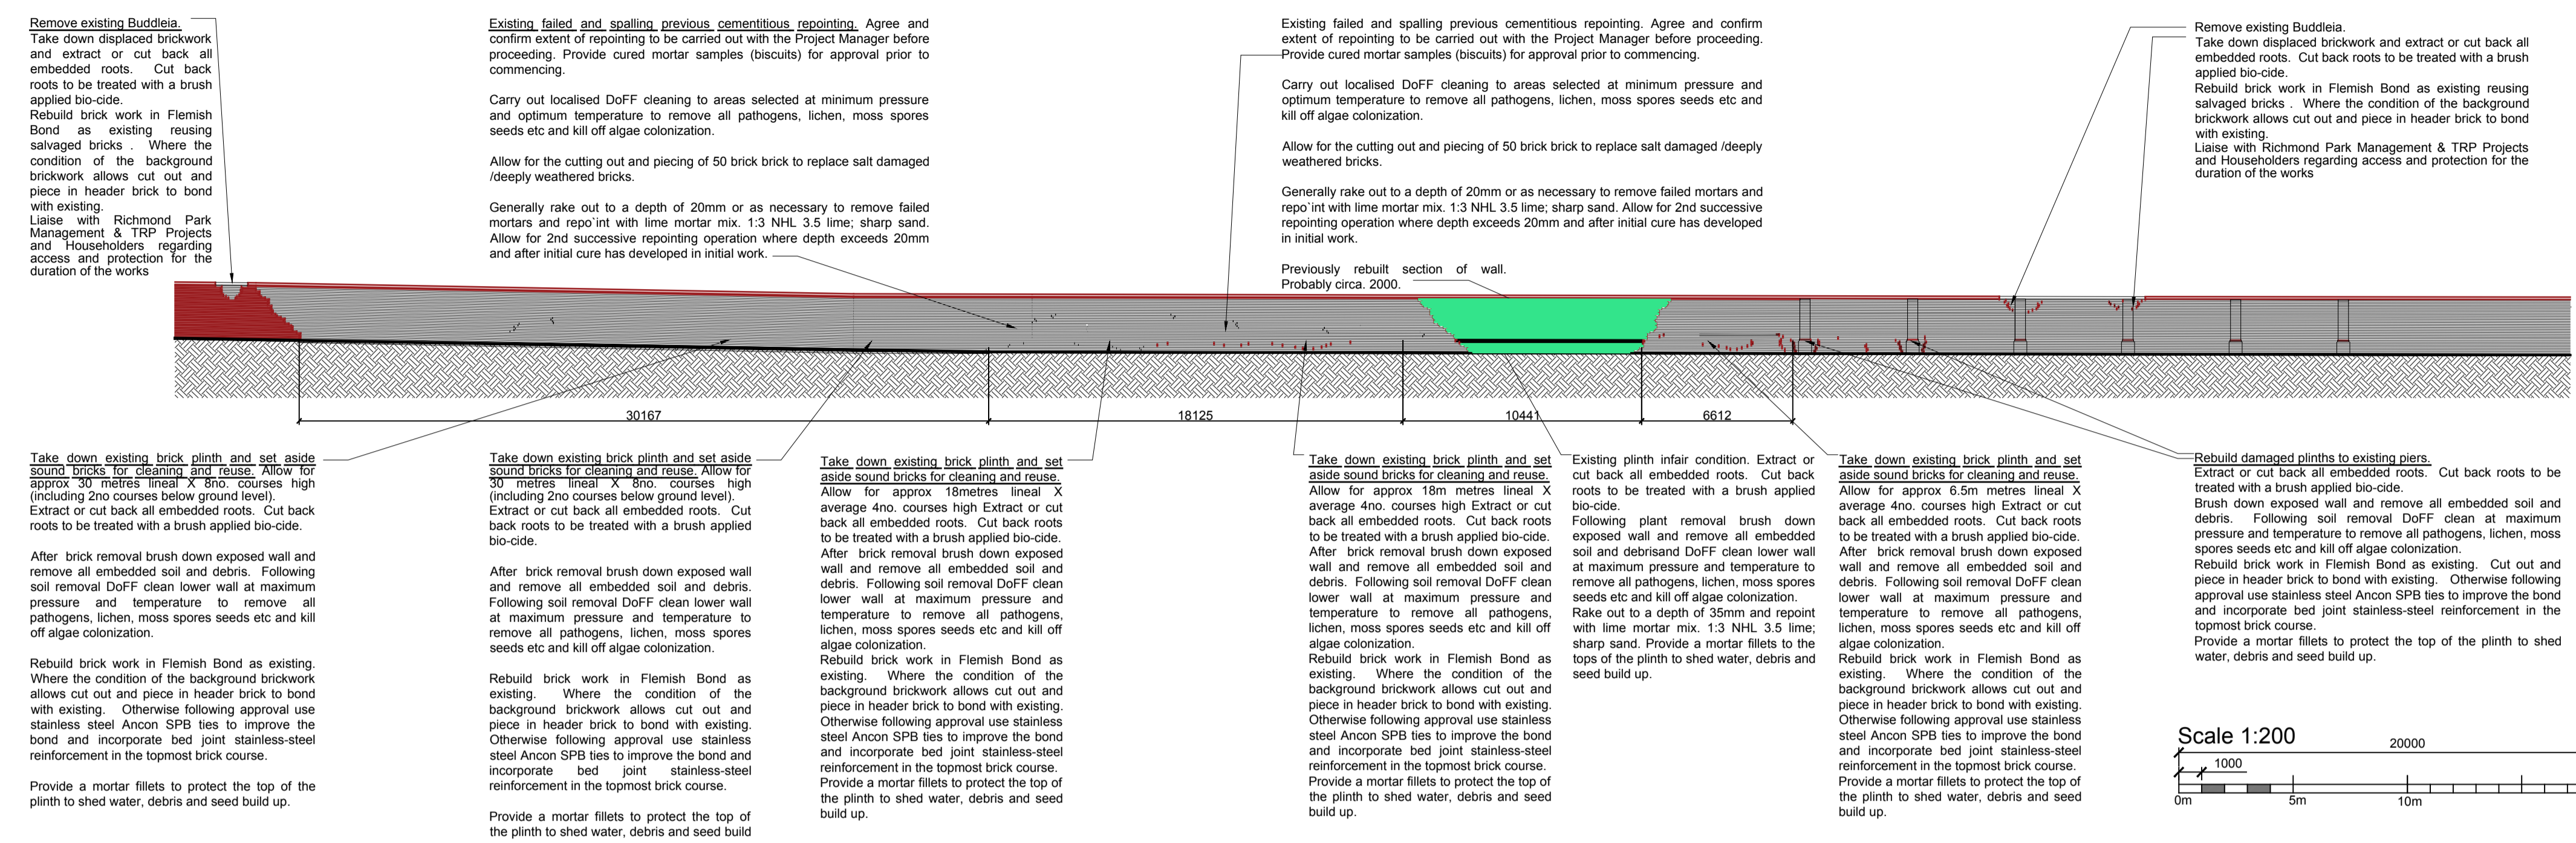 Remove existing Buddleia.
Take down displaced brickwork
and extract or cut back all
embedded roots. Cut back
roots to be treated with a brush
applied bio-cide.
Rebuild brick work in Flemish
Bond as existing reusing
salvaged bricks . Where the
condition of the background
brickwork allows cut out and
piece in header brick to bond
with existing.
Liaise with Richmond Park
Management & TRP Projects
and Householders regarding
access and protection for the
duration of the works
Existing failed and spalling previous cementitious repointing. Agree and
confirm extent of repointing to be carried out with the Project Manager before
proceeding. Provide cured mortar samples (biscuits) for approval prior to
commencing.
Carry out localised DoFF cleaning to areas selected at minimum pressure
and optimum temperature to remove all pathogens, lichen, moss spores
seeds etc and kill off algae colonization.
Allow for the cutting out and piecing of 50 brick brick to replace salt damaged
/deeply weathered bricks.
Generally rake out to a depth of 20mm or as necessary to remove failed
mortars and repo`int with lime mortar mix. 1:3 NHL 3.5 lime; sharp sand.
Allow for 2nd successive repointing operation where depth exceeds 20mm
and after initial cure has developed in initial work.
Existing failed and spalling previous cementitious repointing. Agree and confirm
extent of repointing to be carried out with the Project Manager before proceeding.
Provide cured mortar samples (biscuits) for approval prior to commencing.
Carry out localised DoFF cleaning to areas selected at minimum pressure and
optimum temperature to remove all pathogens, lichen, moss spores seeds etc and
kill off algae colonization.
Allow for the cutting out and piecing of 50 brick brick to replace salt damaged /deeply
weathered bricks.
Generally rake out to a depth of 20mm or as necessary to remove failed mortars and
repo`int with lime mortar mix. 1:3 NHL 3.5 lime; sharp sand. Allow for 2nd successive
repointing operation where depth exceeds 20mm and after initial cure has developed
in initial work.
Previously rebuilt section of wall.
Probably circa. 2000.
Remove existing Buddleia.
Take down displaced brickwork and extract or cut back all
embedded roots. Cut back roots to be treated with a brush
applied bio-cide.
Rebuild brick work in Flemish Bond as existing reusing
salvaged bricks . Where the condition of the background
brickwork allows cut out and piece in header brick to bond
with existing.
Liaise with Richmond Park Management & TRP Projects
and Householders regarding access and protection for the
duration of the works
30167
18125
10441
6612
Take down existing brick plinth and set aside
sound bricks for cleaning and reuse. Allow for
approx 30 metres lineal X 8no. courses high
(including 2no courses below ground level).
Extract or cut back all embedded roots. Cut back
roots to be treated with a brush applied bio-cide.
After brick removal brush down exposed wall and
remove all embedded soil and debris. Following
soil removal DoFF clean lower wall at maximum
pressure and temperature to remove all
pathogens, lichen, moss spores seeds etc and kill
off algae colonization.
Rebuild brick work in Flemish Bond as existing.
Where the condition of the background brickwork
allows cut out and piece in header brick to bond
with existing. Otherwise following approval use
stainless steel Ancon SPB ties to improve the
bond and incorporate bed joint stainless-steel
reinforcement in the topmost brick course.
Provide a mortar fillets to protect the top of the
plinth to shed water, debris and seed build up.
Take down existing brick plinth and set aside
sound bricks for cleaning and reuse. Allow for
30 metres lineal X 8no. courses high
(including 2no courses below ground level).
Extract or cut back all embedded roots. Cut
back roots to be treated with a brush applied
bio-cide.
After brick removal brush down exposed wall
and remove all embedded soil and debris.
Following soil removal DoFF clean lower wall
at maximum pressure and temperature to
remove all pathogens, lichen, moss spores
seeds etc and kill off algae colonization.
Rebuild brick work in Flemish Bond as
existing. Where the condition of the
background brickwork allows cut out and
piece in header brick to bond with existing.
Otherwise following approval use stainless
steel Ancon SPB ties to improve the bond and
incorporate bed joint stainless-steel
reinforcement in the topmost brick course.
Provide a mortar fillets to protect the top of
the plinth to shed water, debris and seed build
Take down existing brick plinth and set
aside sound bricks for cleaning and reuse.
Allow for approx 18metres lineal X
average 4no. courses high Extract or cut
back all embedded roots. Cut back roots
to be treated with a brush applied bio-cide.
After brick removal brush down exposed
wall and remove all embedded soil and
debris. Following soil removal DoFF clean
lower wall at maximum pressure and
temperature to remove all pathogens,
lichen, moss spores seeds etc and kill off
algae colonization.
Rebuild brick work in Flemish Bond as
existing. Where the condition of the
background brickwork allows cut out and
piece in header brick to bond with existing.
Otherwise following approval use stainless
steel Ancon SPB ties to improve the bond
and incorporate bed joint stainless-steel
reinforcement in the topmost brick course.
Provide a mortar fillets to protect the top of
the plinth to shed water, debris and seed
build up.
Take down existing brick plinth and set
aside sound bricks for cleaning and reuse.
Allow for approx 18m metres lineal X
average 4no. courses high Extract or cut
back all embedded roots. Cut back roots
to be treated with a brush applied bio-cide.
After brick removal brush down exposed
wall and remove all embedded soil and
debris. Following soil removal DoFF clean
lower wall at maximum pressure and
temperature to remove all pathogens,
lichen, moss spores seeds etc and kill off
algae colonization.
Rebuild brick work in Flemish Bond as
existing. Where the condition of the
background brickwork allows cut out and
piece in header brick to bond with existing.
Otherwise following approval use stainless
steel Ancon SPB ties to improve the bond
and incorporate bed joint stainless-steel
reinforcement in the topmost brick course.
Provide a mortar fillets to protect the top of
the plinth to shed water, debris and seed
build up.
Existing plinth infair condition. Extract or
cut back all embedded roots. Cut back
roots to be treated with a brush applied
bio-cide.
Following plant removal brush down
exposed wall and remove all embedded
soil and debrisand DoFF clean lower wall
at maximum pressure and temperature to
remove all pathogens, lichen, moss spores
seeds etc and kill off algae colonization.
Rake out to a depth of 35mm and repoint
with lime mortar mix. 1:3 NHL 3.5 lime;
sharp sand. Provide a mortar fillets to the
tops of the plinth to shed water, debris and
seed build up.
Take down existing brick plinth and set
aside sound bricks for cleaning and reuse.
Allow for approx 6.5m metres lineal X
average 4no. courses high Extract or cut
back all embedded roots. Cut back roots
to be treated with a brush applied bio-cide.
After brick removal brush down exposed
wall and remove all embedded soil and
debris. Following soil removal DoFF clean
lower wall at maximum pressure and
temperature to remove all pathogens,
lichen, moss spores seeds etc and kill off
algae colonization.
Rebuild brick work in Flemish Bond as
existing. Where the condition of the
background brickwork allows cut out and
piece in header brick to bond with existing.
Otherwise following approval use stainless
steel Ancon SPB ties to improve the bond
and incorporate bed joint stainless-steel
reinforcement in the topmost brick course.
Provide a mortar fillets to protect the top of
the plinth to shed water, debris and seed
build up.
Rebuild damaged plinths to existing piers.
Extract or cut back all embedded roots. Cut back roots to be
treated with a brush applied bio-cide.
Brush down exposed wall and remove all embedded soil and
debris. Following soil removal DoFF clean at maximum
pressure and temperature to remove all pathogens, lichen, moss
spores seeds etc and kill off algae colonization.
Rebuild brick work in Flemish Bond as existing. Cut out and
piece in header brick to bond with existing. Otherwise following
approval use stainless steel Ancon SPB ties to improve the bond
and incorporate bed joint stainless-steel reinforcement in the
topmost brick course.
Provide a mortar fillets to protect the top of the plinth to shed
water, debris and seed build up.
Scale 1:200
20000
1000
0m
5m
10m